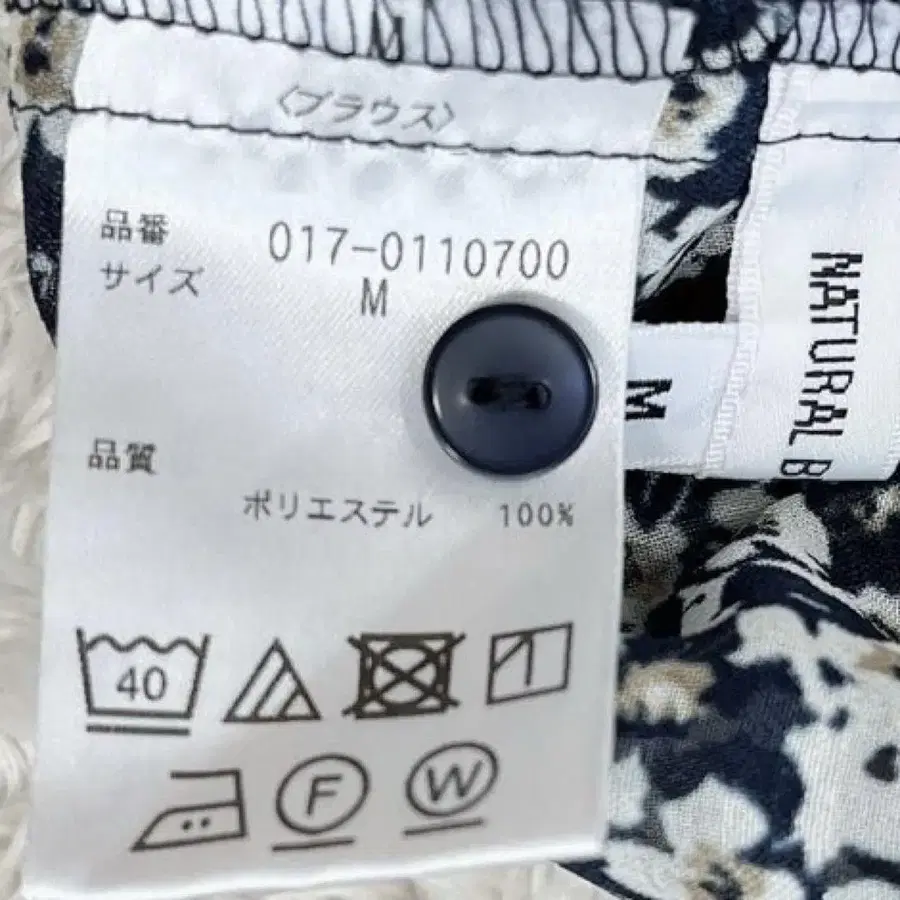 〈ブラウス〉
品番 017-0110700
サイズ M
品質
ポリエステル 100%
40
F
W
M
NATURAL B